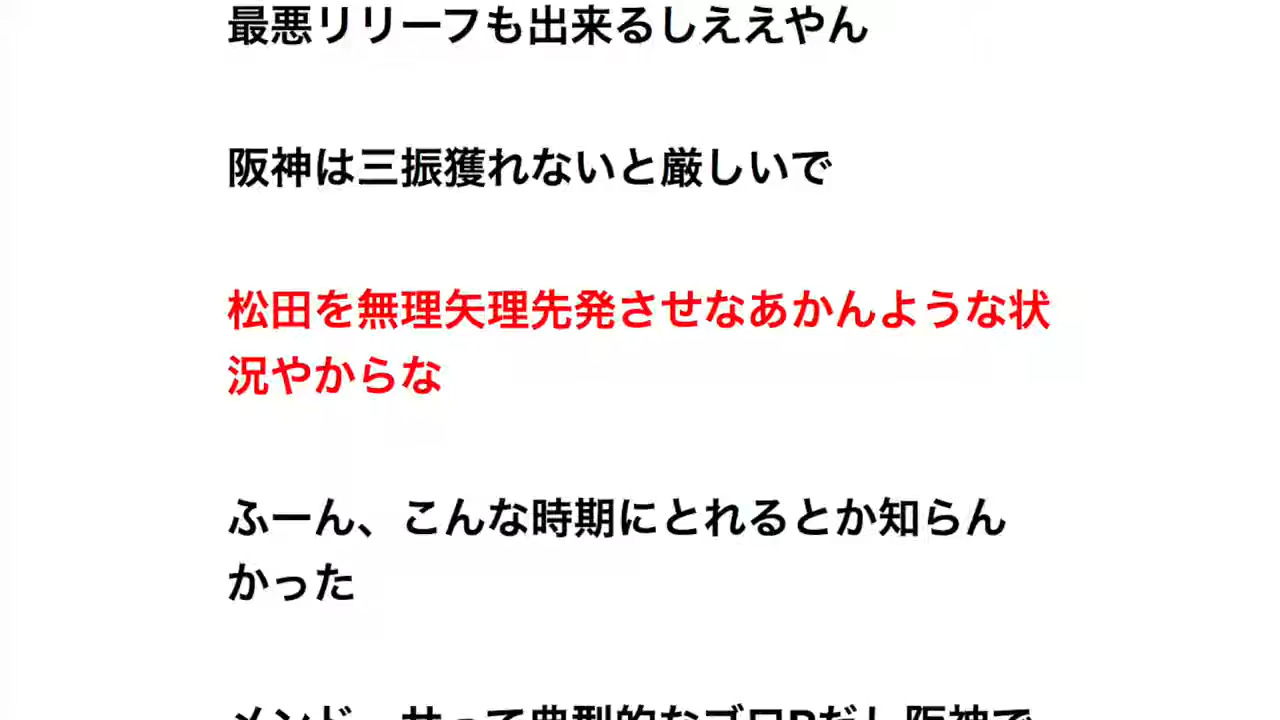 最悪リリーフも出来るしええやん
阪神は三振獲れないと厳しいで
松田を無理矢理先発させなあかんような状
況やからな
ふーん、こんな時期にとれるとか知らん
かった